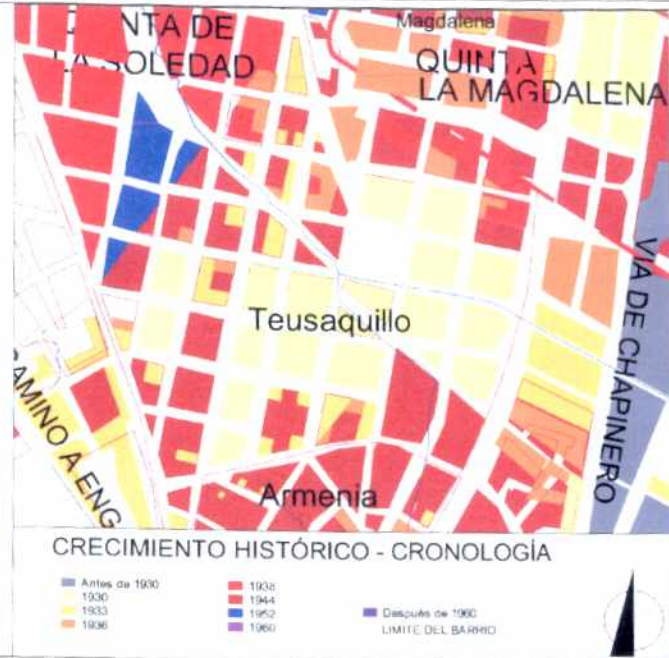 Magdalena
NTA DE
LA SOLEDAD
QUINTA
LA MAGDALENA
VIA DE CHAPINERO
Teusaquillo
AMINO A ENG
Armenia
CRECIMIENTO HISTÓRICO - CRONOLOGÍA
Antes de 1930
1930
1933
1936
1938
1944
1952
1960
Después de 1960
LIMITE DEL BARRIO